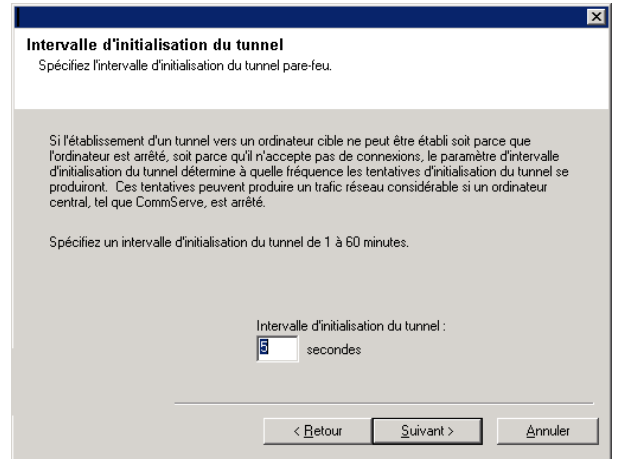 Intervalle d'initialisation du tunnel
Spécifiez l'intervalle d'initialisation du tunnel pare-feu.
Si l'établissement d'un tunnel vers un ordinateur cible ne peut être établi soit parce que
l'ordinateur est arrêté, soit parce qu'il n'accepte pas de connexions, le paramètre d'intervalle
d'initialisation du tunnel détermine à quelle fréquence les tentatives d'initialisation du tunnel se
produiront. Ces tentatives peuvent produire un trafic réseau considérable si un ordinateur
central, tel que CommServe, est arrêté.
Spécifiez un intervalle d'initialisation du tunnel de 1 à 60 minutes.
Intervalle d'initialisation du tunnel :
5 secondes
< Retour Suivant > Annuler